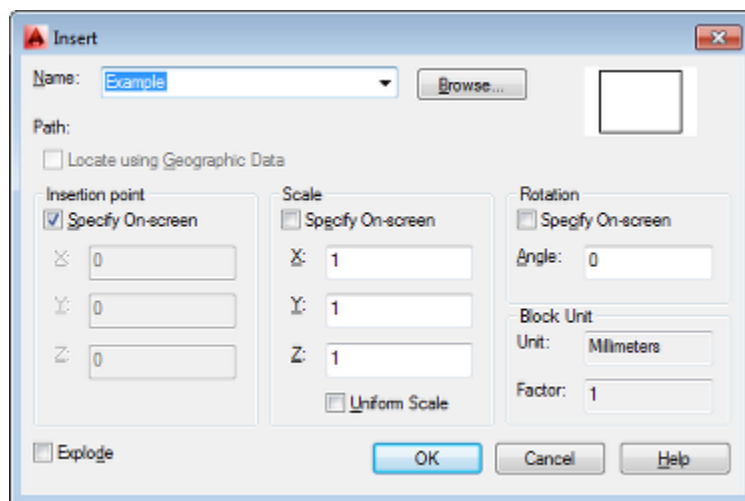 Insert
Name: Example Browse...
Path:
Locate using Geographic Data
Insertion point
Specify On-screen
X: 0
Y: 0
Z: 0
Scale
Specify On-screen
X: 1
Y: 1
Z: 1
Uniform Scale
Rotation
Specify On-screen
Angle: 0
Block Unit
Unit: Millimeters
Factor: 1
Explode OK Cancel Help